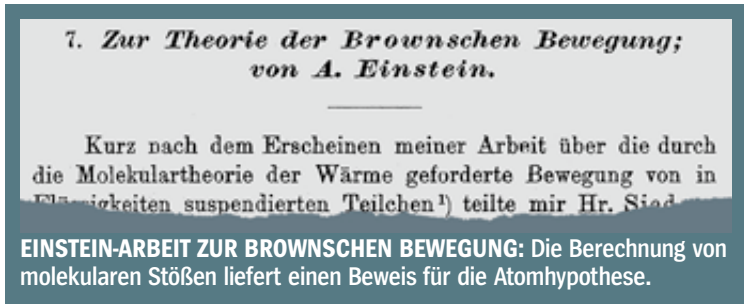 7. Zur Theorie der Brownschen Bewegung;
von A. Einstein.
Kurz nach dem Erscheinen meiner Arbeit über die durch
die Molekulartheorie der Wärme geforderte Bewegung von in
Flüssigkeiten suspendierten Teilchen¹) teilte mir Hr.
EINSTEIN-ARBEIT ZUR BROWNSCHEN BEWEGUNG: Die Berechnung von
molekularen Stößen liefert einen Beweis für die Atomhypothese.